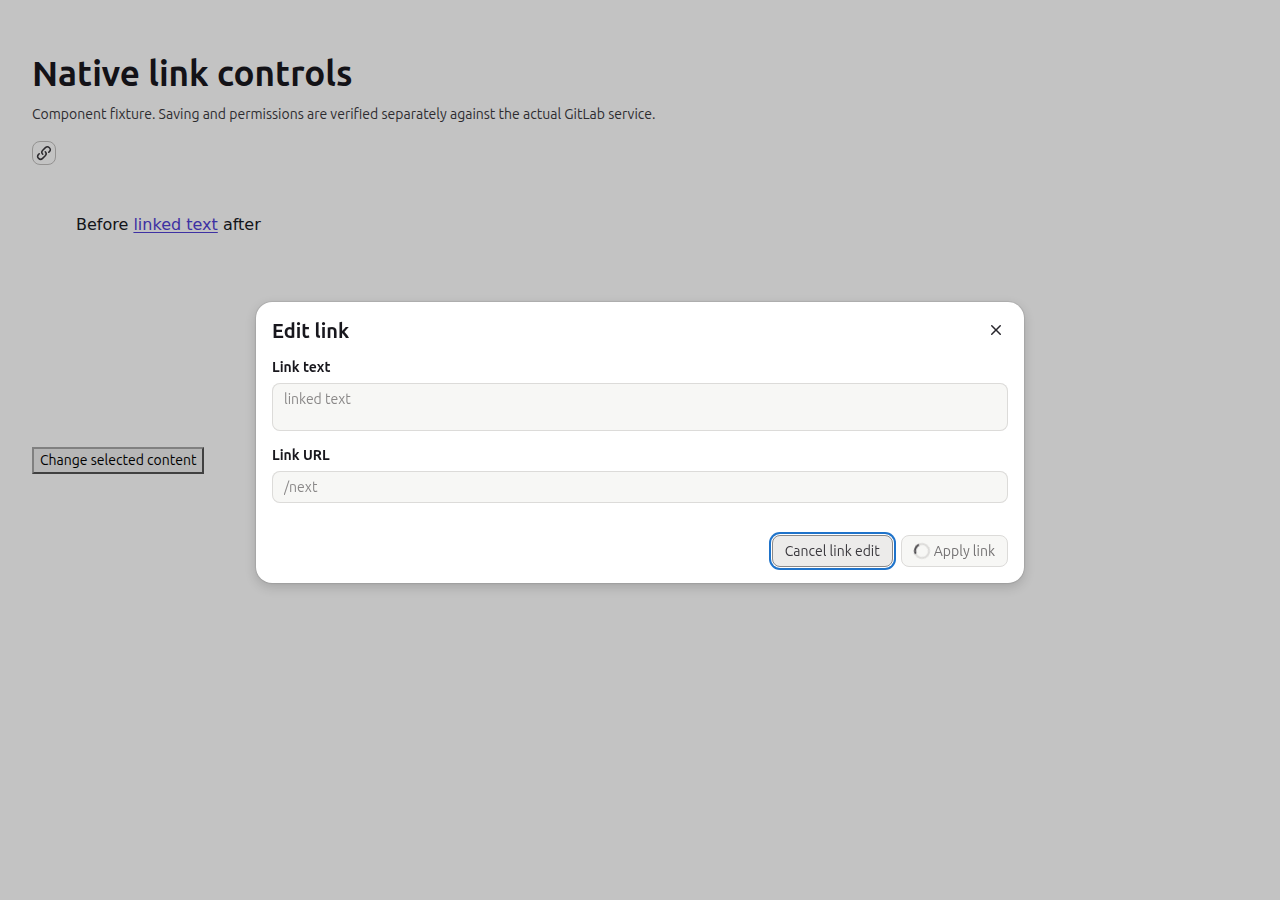 Native link controls
Component fixture. Saving and permissions are verified separately against the actual GitLab service.
Before linked text after
Edit link
Link text
linked text
Link URL
/next
Change selected content
Cancel link edit
Apply link